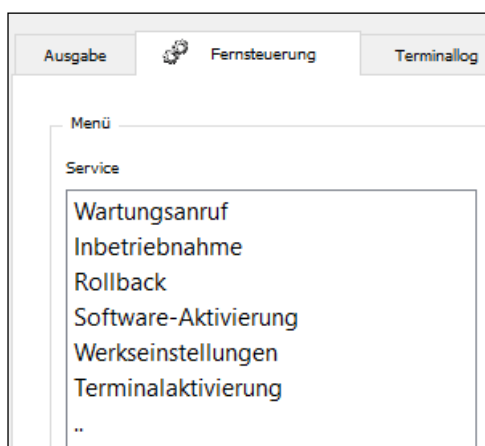 Ausgabe Fernsteuerung Terminallog
Menü
Service
Wartungsanruf
Inbetriebnahme
Rollback
Software-Aktivierung
Werkseinstellungen
Terminalaktivierung
..